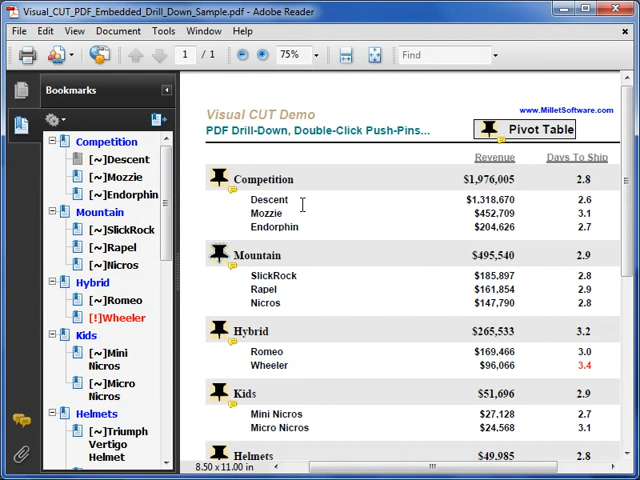 Visual_CUT_PDF_Embedded_Drill_Down_Sample.pdf - Adobe Reader
File Edit View Document Tools Window Help
1 / 1 75% Find
Bookmarks
Competition
[~]Descent
[~]Mozzie
[~]Endorphin
Mountain
[~]SlickRock
[~]Rapel
[~]Nicros
Hybrid
[~]Romeo
[!]Wheeler
Kids
[~]Mini
Nicros
[~]Micro
Nicros
Helmets
[~]Triumph
Vertigo
Helmet
Visual CUT Demo
www.MilletSoftware.com
PDF Drill-Down, Double-Click Push-Pins...
Pivot Table
Revenue Days To Ship
Competition $1,976,005 2.8
Descent $1,318,670 2.6
Mozzie $452,709 3.1
Endorphin $204,626 2.7
Mountain $495,540 2.9
SlickRock $185,897 2.8
Rapel $161,854 2.9
Nicros $147,790 2.8
Hybrid $265,533 3.2
Romeo $169,466 3.0
Wheeler $96,066 3.4
Kids $51,696 2.9
Mini Nicros $27,128 2.7
Micro Nicros $24,568 3.1
Helmets $49,985 2.8
8.50 x 11.00 in